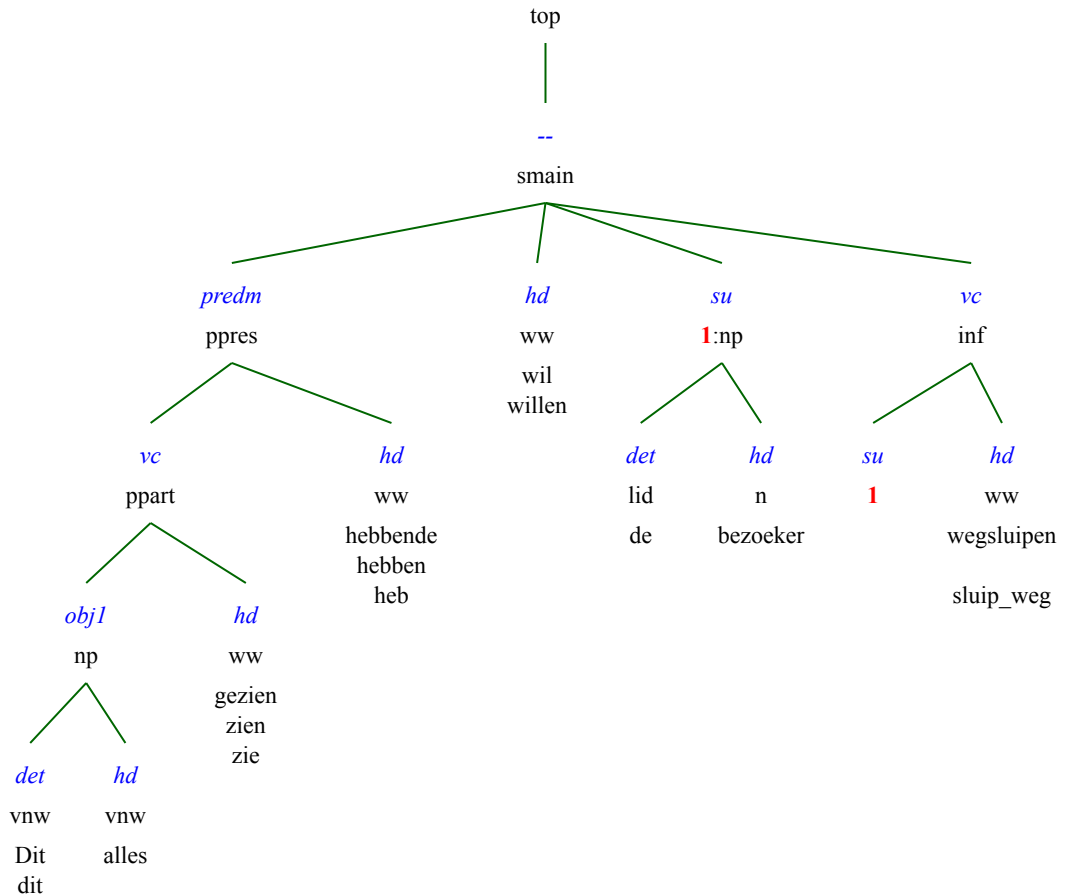 top
--
smain
predm hd su vc
ppres ww 1:np inf
wil
willen
vc hd det hd su hd
ppart ww lid n 1 ww
hebbende de bezoeker wegsluipen
hebben
heb sluip_weg
obj1 hd
np ww
gezien
zien
zie
det hd
vnw vnw
Dit alles
dit